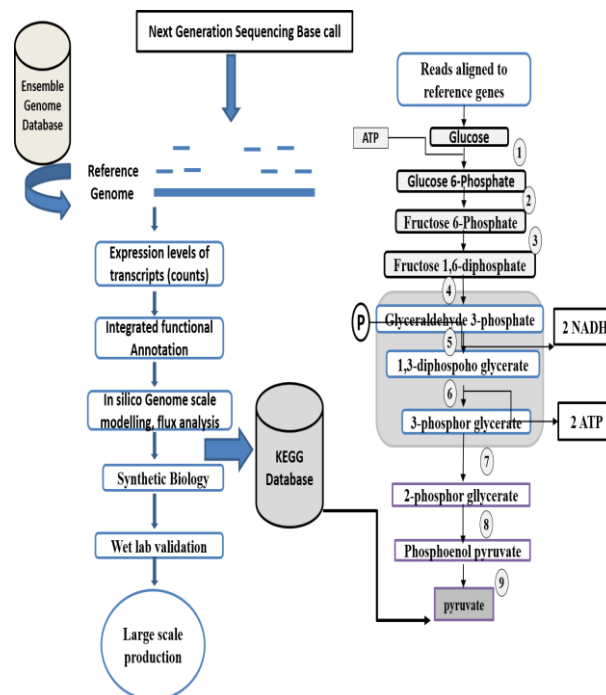 Next Generation Sequencing Base call
Ensemble
Genome
Database
Reference
Genome
Expression levels of
transcripts (counts)
Integrated functional
Annotation
In silico Genome scale
modelling, flux analysis
Synthetic Biology
Wet lab validation
Large scale
production
KEGG
Database
Reads aligned to
reference genes
ATP
Glucose
1
Glucose 6-Phosphate
2
Fructose 6-Phosphate
3
Fructose 1,6-diphosphate
4
P
Glyceraldehyde 3-phosphate
2 NADH
5
1,3-diphospoho glycerate
6
3-phosphor glycerate
2 ATP
7
2-phosphor gllycerate
8
Phosphoenol pyruvate
9
pyruvate